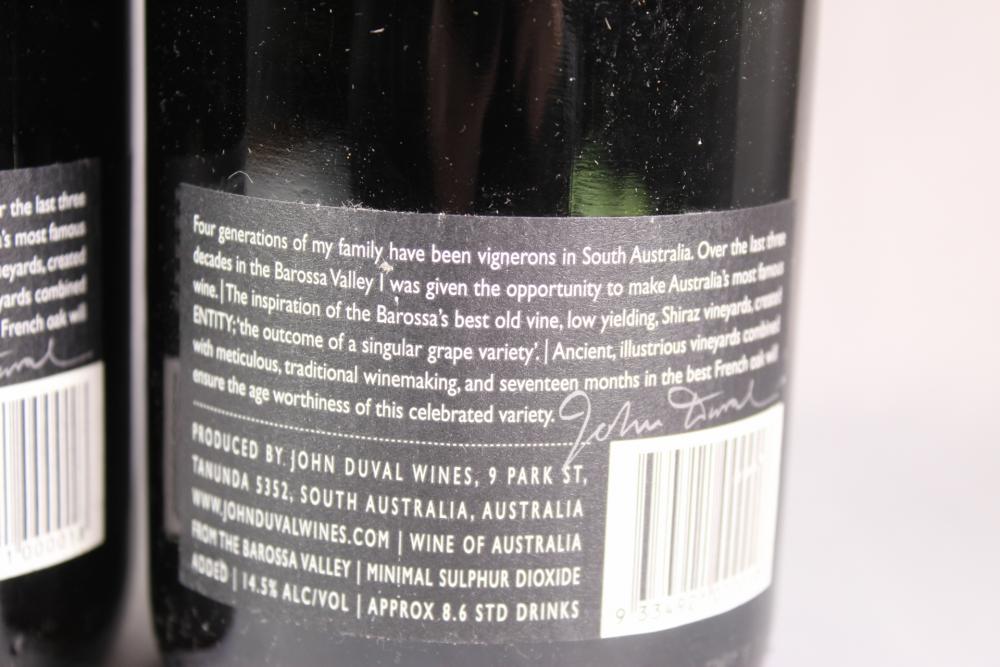 r the last three
's most famous
neyards, created
yards combined
French oak will
Four generations of my family have been vignerons in South Australia. Over the last three
decades in the Barossa Valley I was given the opportunity to make Australia's most famous
wine. | The inspiration of the Barossa's best old vine, low yielding, Shiraz vineyards, created
ENTITY; 'the outcome of a singular grape variety'. | Ancient, illustrious vineyards combined
with meticulous, traditional winemaking, and seventeen months in the best French oak will
ensure the age worthiness of this celebrated variety.
John Duval
PRODUCED BY JOHN DUVAL WINES, 9 PARK ST,
TANUNDA 5352, SOUTH AUSTRALIA, AUSTRALIA
WWW.JOHNDUVALWINES.COM | WINE OF AUSTRALIA
FROM THE BAROSSA VALLEY | MINIMAL SULPHUR DIOXIDE
ADDED | 14.5% ALC/VOL | APPROX 8.6 STD DRINKS